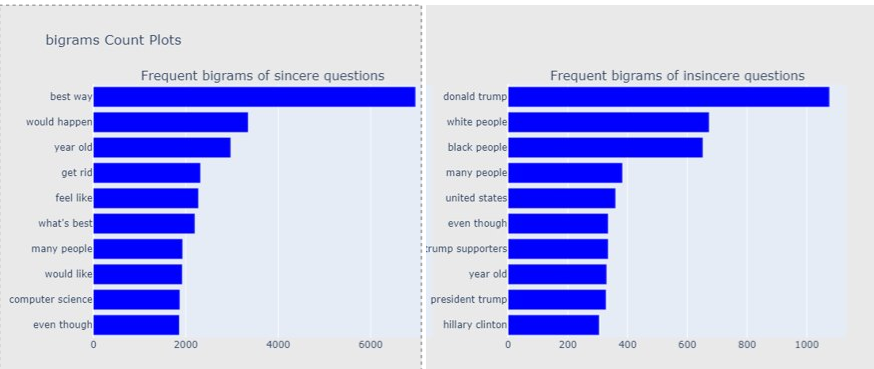 bigrams Count Plots
Frequent bigrams of sincere questions
best way
would happen
year old
get rid
feel like
what's best
many people
would like
computer science
even though
0 2000 4000 6000
Frequent bigrams of insincere questions
donald trump
white people
black people
many people
united states
even though
trump supporters
year old
president trump
hillary clinton
0 200 400 600 800 1000